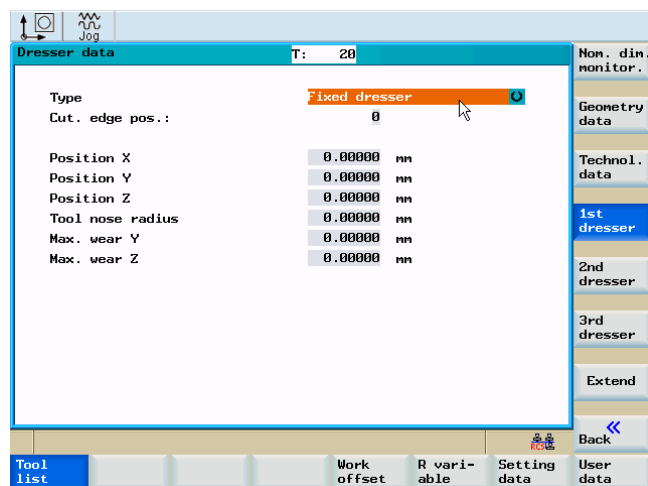 Jog
Dresser data T: 20
Type Fixed dresser
Cut. edge pos.: 0
Position X 0.00000 mm
Position Y 0.00000 mm
Position Z 0.00000 mm
Tool nose radius 0.00000 mm
Max. wear Y 0.00000 mm
Max. wear Z 0.00000 mm
Nom. dim.
monitor.
Geometry
data
Technol.
data
1st
dresser
2nd
dresser
3rd
dresser
Extend
Back
RCS
Tool
list
Work
offset
R vari-
able
Setting
data
User
data